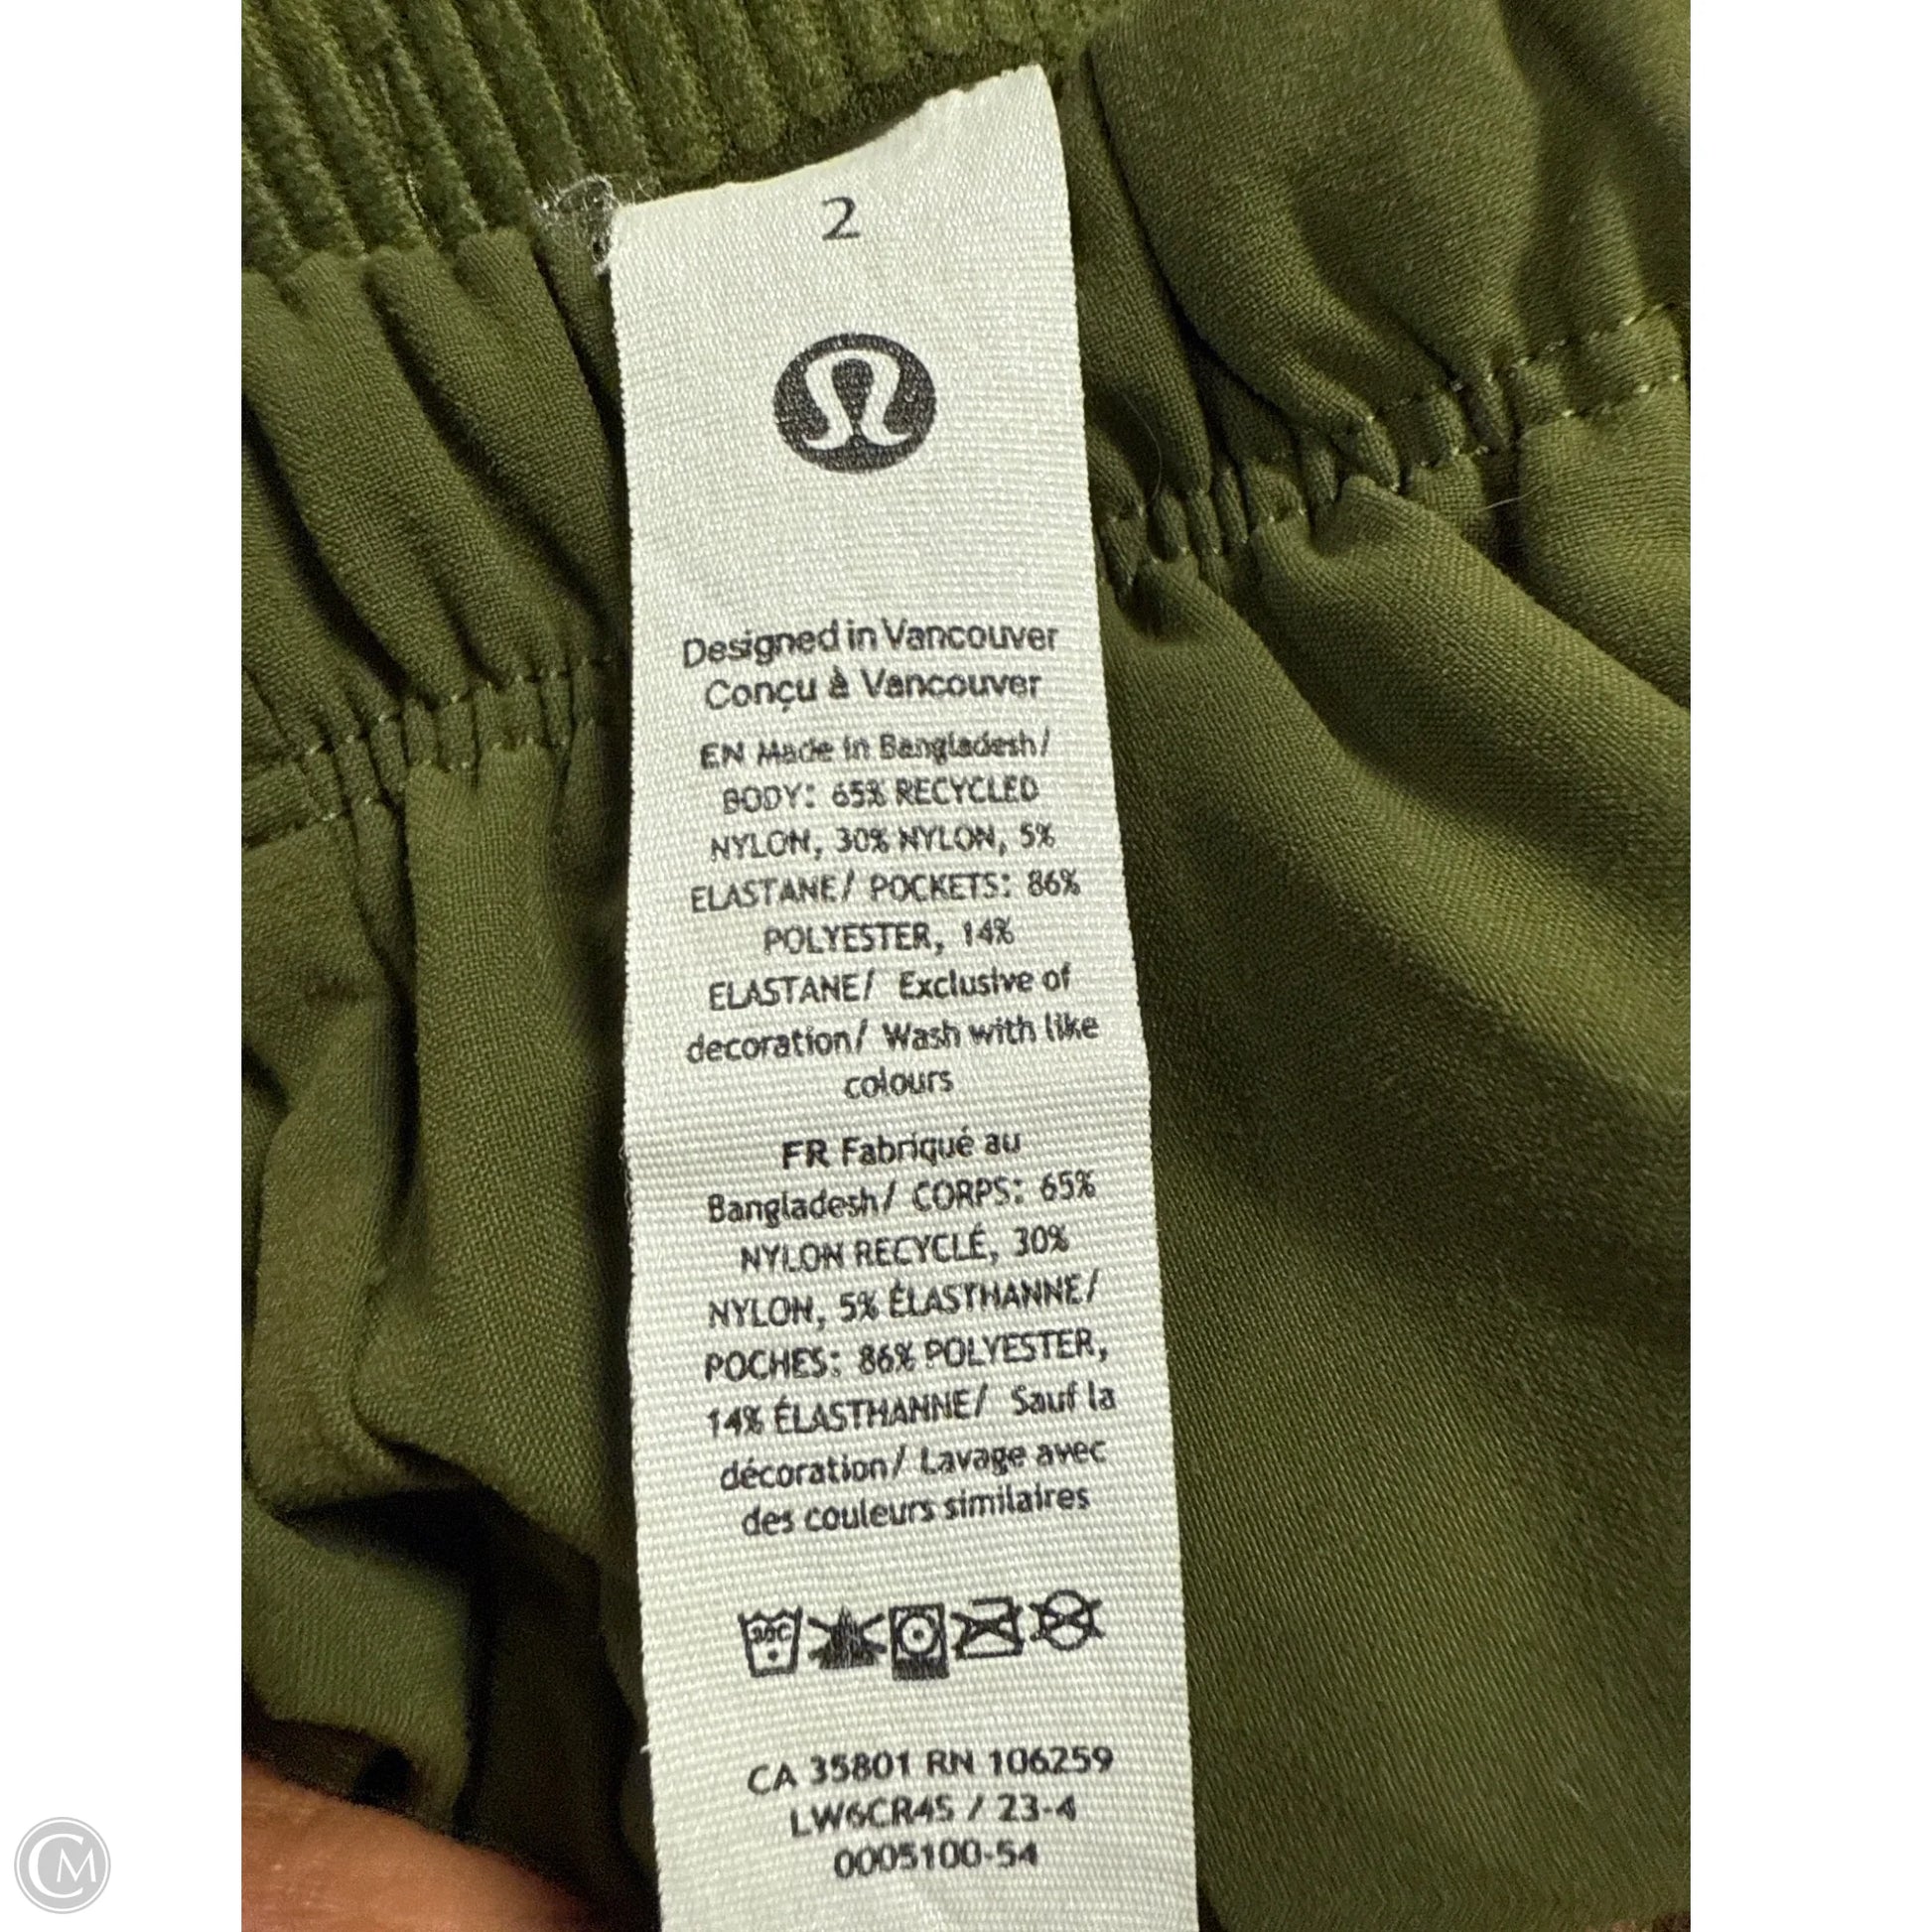 2
Designed in Vancouver
Conçu à Vancouver
EN Made in Bangladesh/
BODY: 65% RECYCLED
NYLON, 30% NYLON, 5%
ELASTANE/ POCKETS: 86%
POLYESTER, 14%
ELASTANE/ Exclusive of
decoration/ Wash with like
colours
FR Fabriqué au
Bangladesh/ CORPS: 65%
NYLON RECYCLÉ, 30%
NYLON, 5% ÉLASTHANNE/
POCHES: 86% POLYESTER,
14% ÉLASTHANNE/ Sauf la
décoration/ Lavage avec
des couleurs similaires
30C
CA 35801 RN 106259
LW6CR4S / 23-4
0005100-54
CM